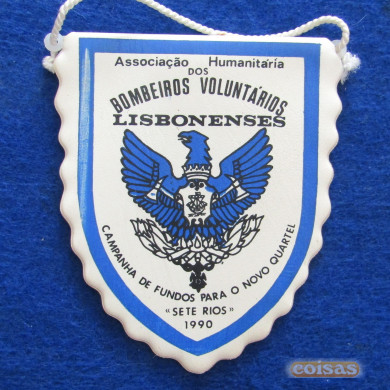 Associação Humanitária
DOS
BOMBEIROS VOLUNTÁRIOS
LISBONENSES
CAMPANHA DE FUNDOS PARA O NOVO QUARTEL
"SETE RIOS"
1990
coisas